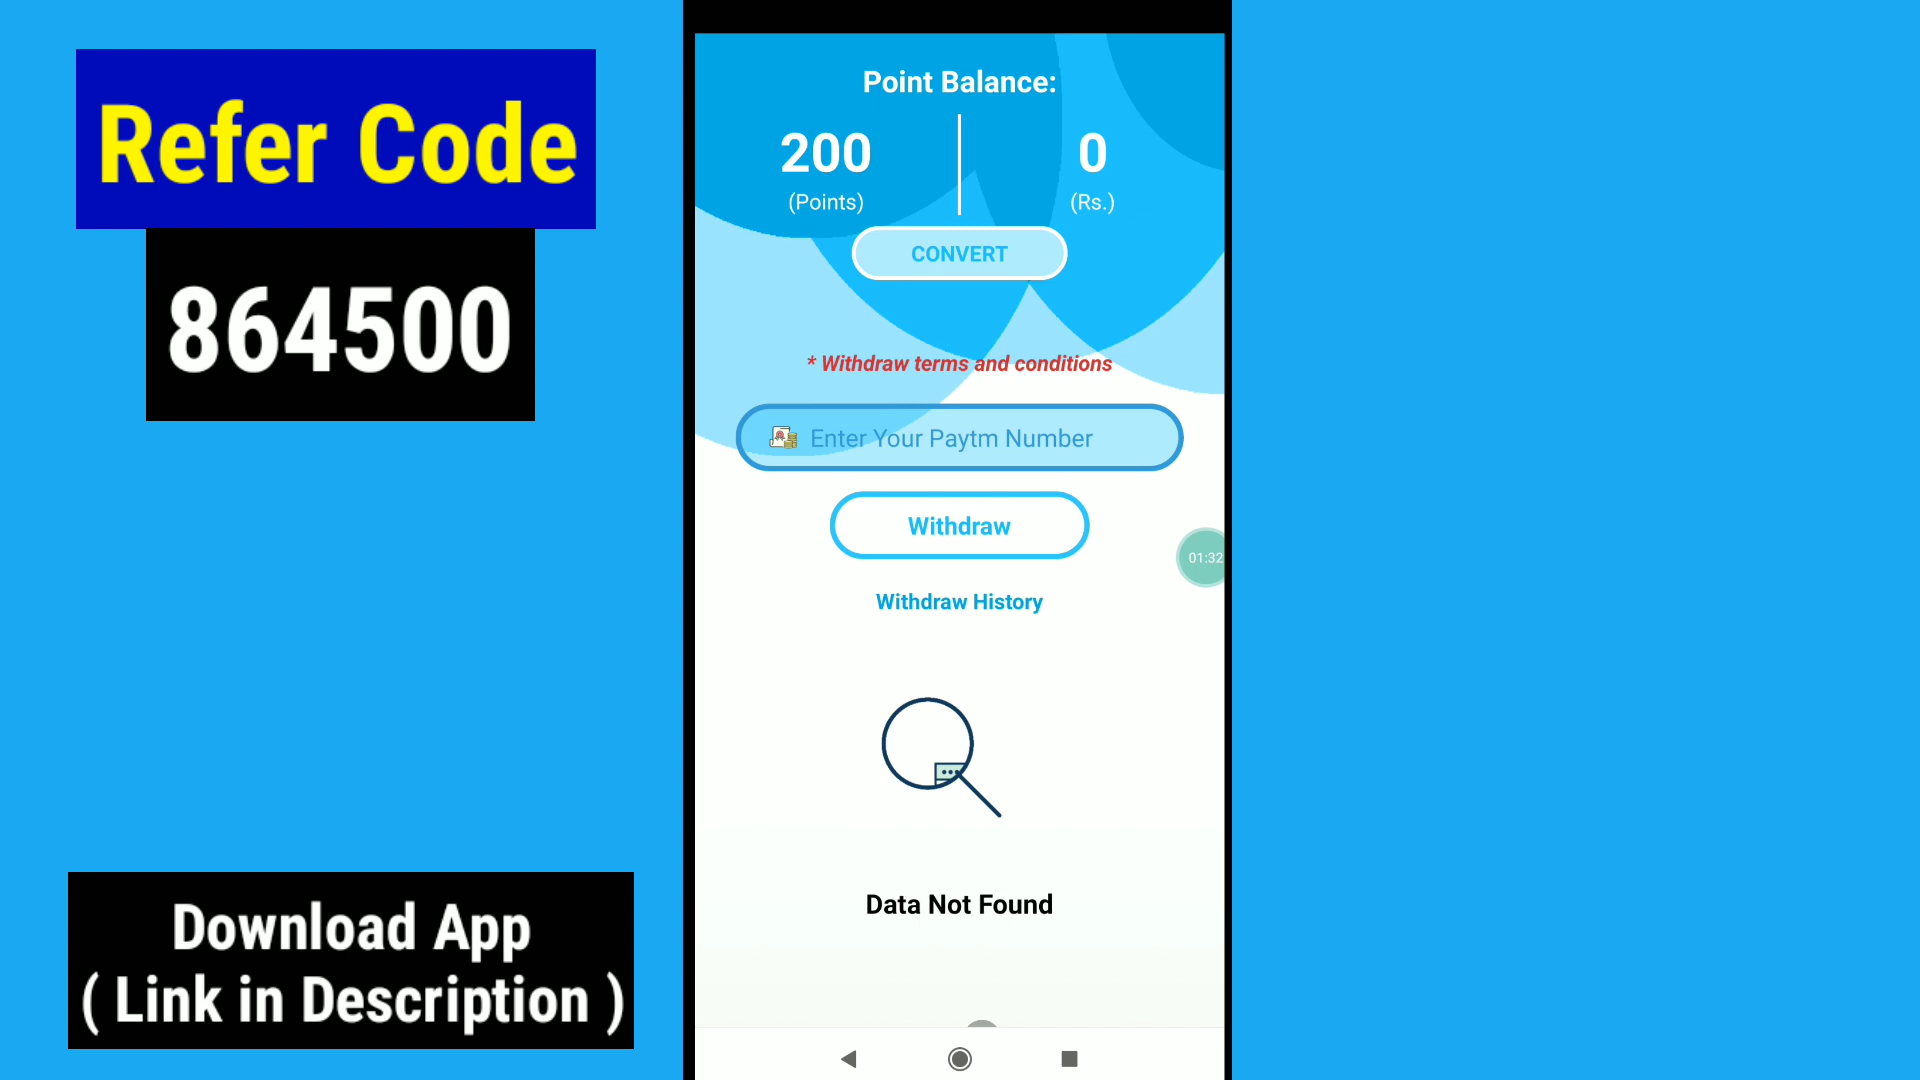 Refer Code
864500
Download App
( Link in Description )
Point Balance:
200
0
(Points)
(Rs.)
CONVERT
* Withdraw terms and conditions
Enter Your Paytm Number
Withdraw
01:32
Withdraw History
Data Not Found